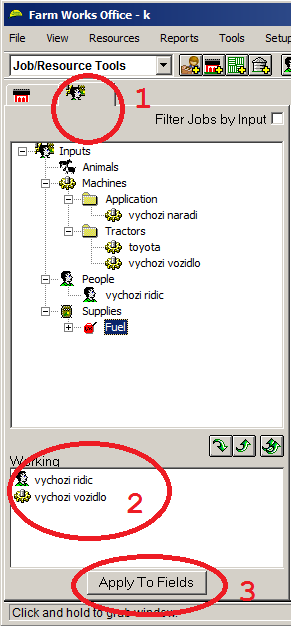 Farm Works Office - k
File View Resources Reports Tools Setup
Job/Resource Tools
1
Filter Jobs by Input
Inputs
Animals
Machines
Application
vychozi naradi
Tractors
toyota
vychozi vozidlo
People
vychozi ridic
Supplies
Fuel
Working
vychozi ridic
vychozi vozidlo
2
Apply To Fields
3
Click and hold to grab window.